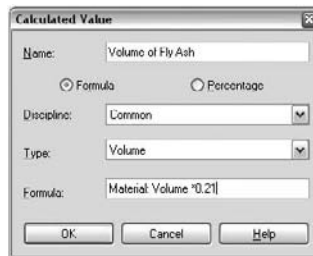 Calculated Value
Name: Volume of Fly Ash
Formula Percentage
Discipline: Common
Type: Volume
Formula: Material: Volume *0.21
OK Cancel Help